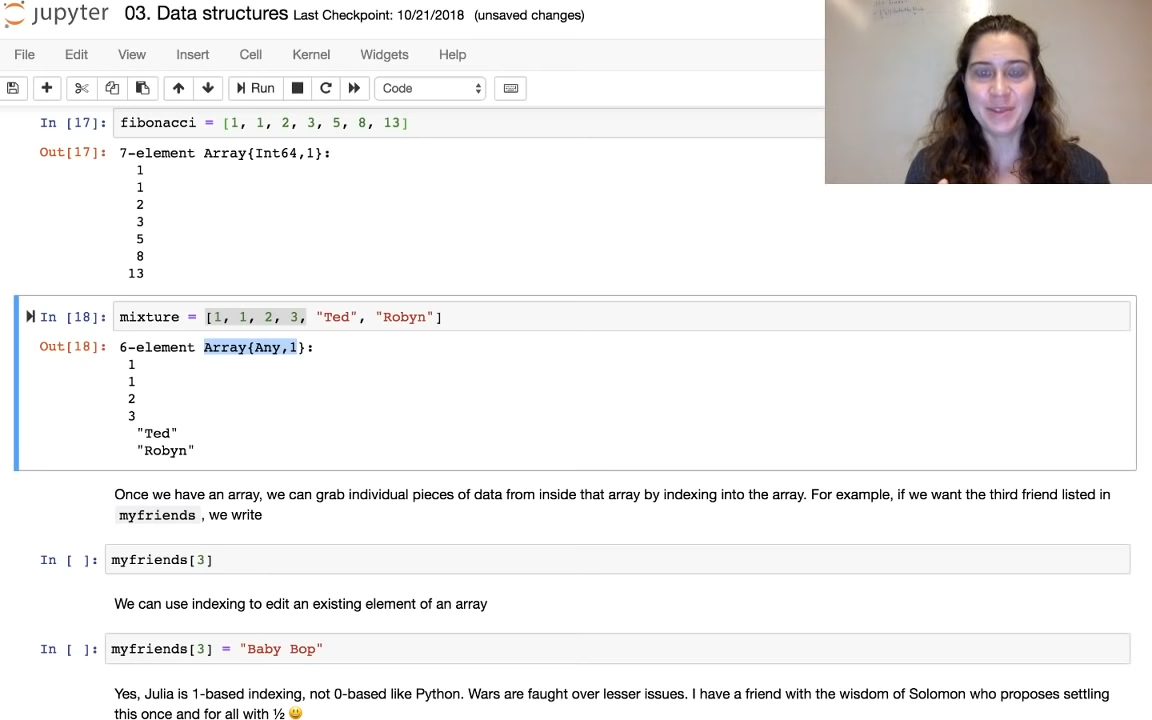 jupyter 03. Data structures Last Checkpoint: 10/21/2018 (unsaved changes)
File Edit View Insert Cell Kernel Widgets Help
Run Code
In [17]: fibonacci = [1, 1, 2, 3, 5, 8, 13]
Out[17]: 7-element Array{Int64,1}:
1
1
2
3
5
8
13
In [18]: mixture = [1, 1, 2, 3, "Ted", "Robyn"]
Out[18]: 6-element Array{Any,1}:
1
1
2
3
"Ted"
"Robyn"
Once we have an array, we can grab individual pieces of data from inside that array by indexing into the array. For example, if we want the third friend listed in
myfriends , we write
In [ ]: myfriends[3]
We can use indexing to edit an existing element of an array
In [ ]: myfriends[3] = "Baby Bop"
Yes, Julia is 1-based indexing, not 0-based like Python. Wars are faught over lesser issues. I have a friend with the wisdom of Solomon who proposes settling
this once and for all with ½ 😃